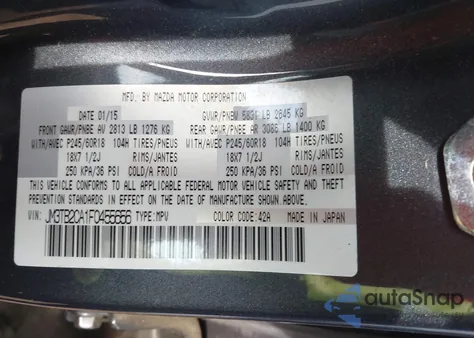 MFD. BY MAZDA MOTOR CORPORATION
DATE 01/15 GVWR/PNBV 5831 LB 2645 KG
FRONT GAWR/PNBE AV 2813 LB 1276 KG REAR GAWR/PNBE AR 3086 LB 1400 KG
WITH/AVEC P245/60R18 104H TIRES/PNEUS WITH/AVEC P245/60R18 104H TIRES/PNEUS
18X7 1/2J RIMS/JANTES 18X7 1/2J RIMS/JANTES
250 KPA/36 PSI COLD/A FROID 250 KPA/36 PSI COLD/A FROID
THIS VEHICLE CONFORMS TO ALL APPLICABLE FEDERAL MOTOR VEHICLE SAFETY AND THEFT
PREVENTION STANDARDS IN EFFECT ON THE DATE OF MANUFACTURE SHOWN ABOVE.
VIN: JM3TB2CA1F0455656 TYPE:MPV COLOR CODE:42A MADE IN JAPAN
autoSnap